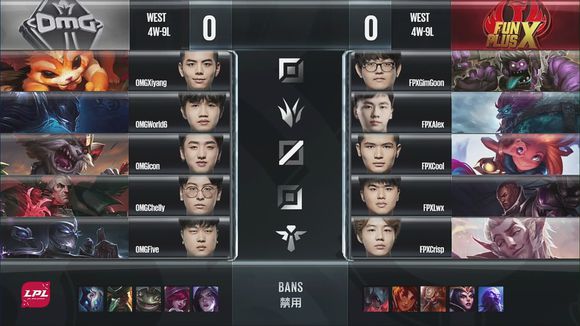 OMG
WEST
4W-9L
0
0
WEST
4W-9L
FUN
PLUS X
OMGXiyang
OMGWorld6
OMGicon
OMGChelly
OMGFive
FPXGimGoon
FPXAlex
FPXCool
FPXLwx
FPXCrisp
LPL
BANS
禁用